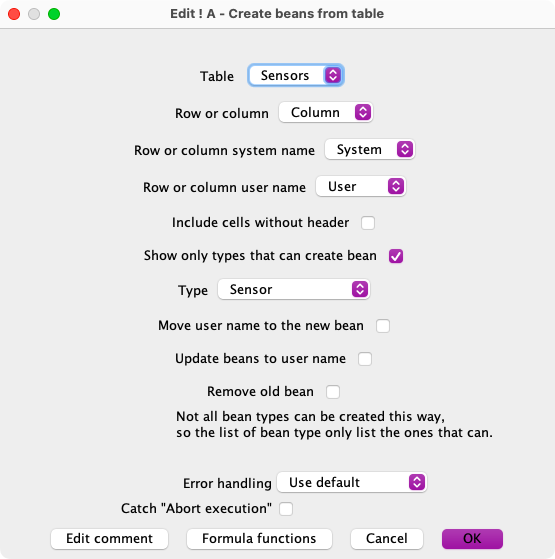 Edit ! A - Create beans from table
Table Sensors
Row or column Column
Row or column system name System
Row or column user name User
Include cells without header
Show only types that can create bean
Type Sensor
Move user name to the new bean
Update beans to user name
Remove old bean
Not all bean types can be created this way,
so the list of bean type only list the ones that can.
Error handling Use default
Catch "Abort execution"
Edit comment Formula functions Cancel OK